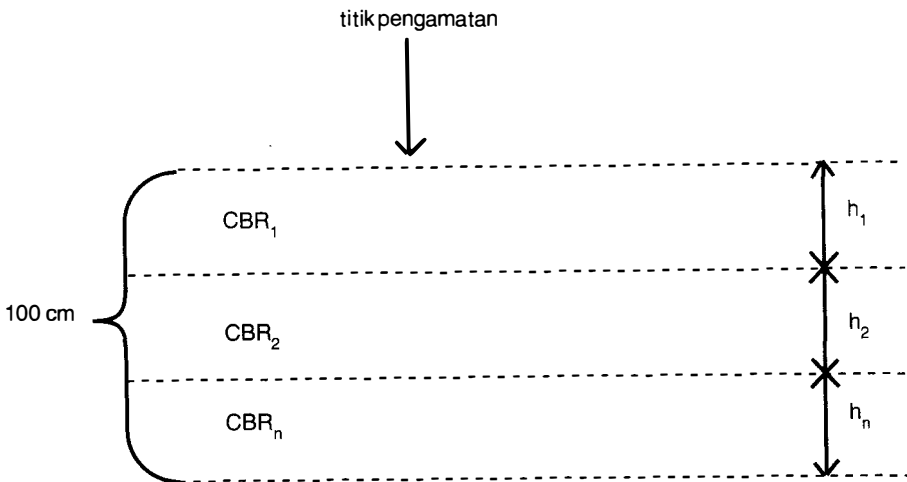 titik pengamatan
CBR₁
h₁
100 cm
CBR₂
h₂
CBRₙ
hₙ